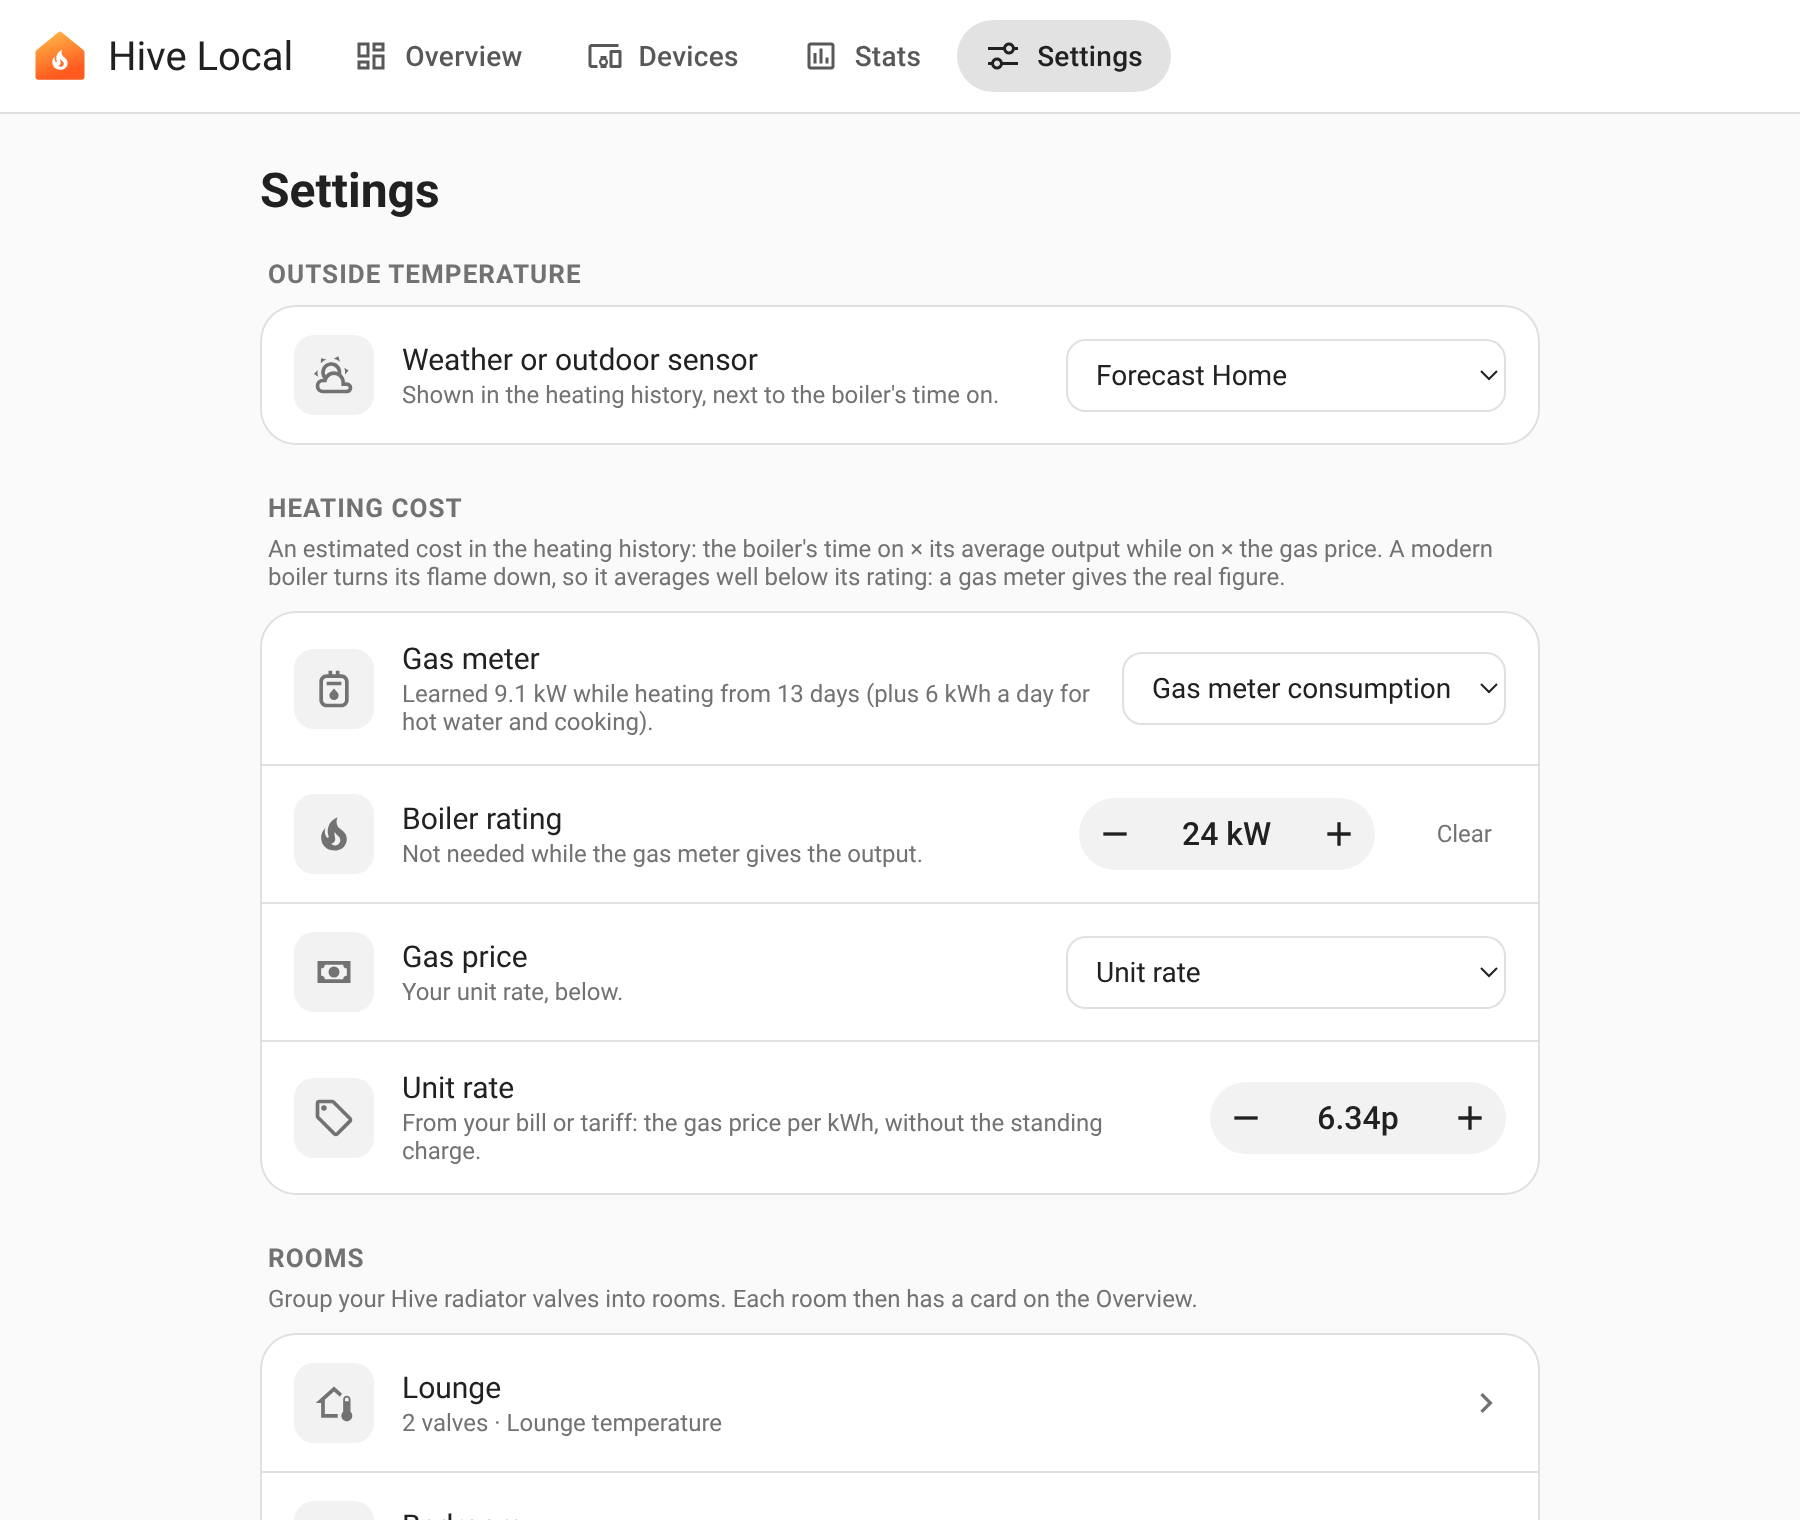 Hive Local
Overview
Devices
Stats
Settings
Settings
OUTSIDE TEMPERATURE
Weather or outdoor sensor
Shown in the heating history, next to the boiler's time on.
Forecast Home
HEATING COST
An estimated cost in the heating history: the boiler's time on × its average output while on × the gas price. A modern
boiler turns its flame down, so it averages well below its rating: a gas meter gives the real figure.
Gas meter
Learned 9.1 kW while heating from 13 days (plus 6 kWh a day for
hot water and cooking).
Gas meter consumption
Boiler rating
Not needed while the gas meter gives the output.
− 24 kW +
Clear
Gas price
Your unit rate, below.
Unit rate
Unit rate
From your bill or tariff: the gas price per kWh, without the standing
charge.
− 6.34p +
ROOMS
Group your Hive radiator valves into rooms. Each room then has a card on the Overview.
Lounge
2 valves · Lounge temperature